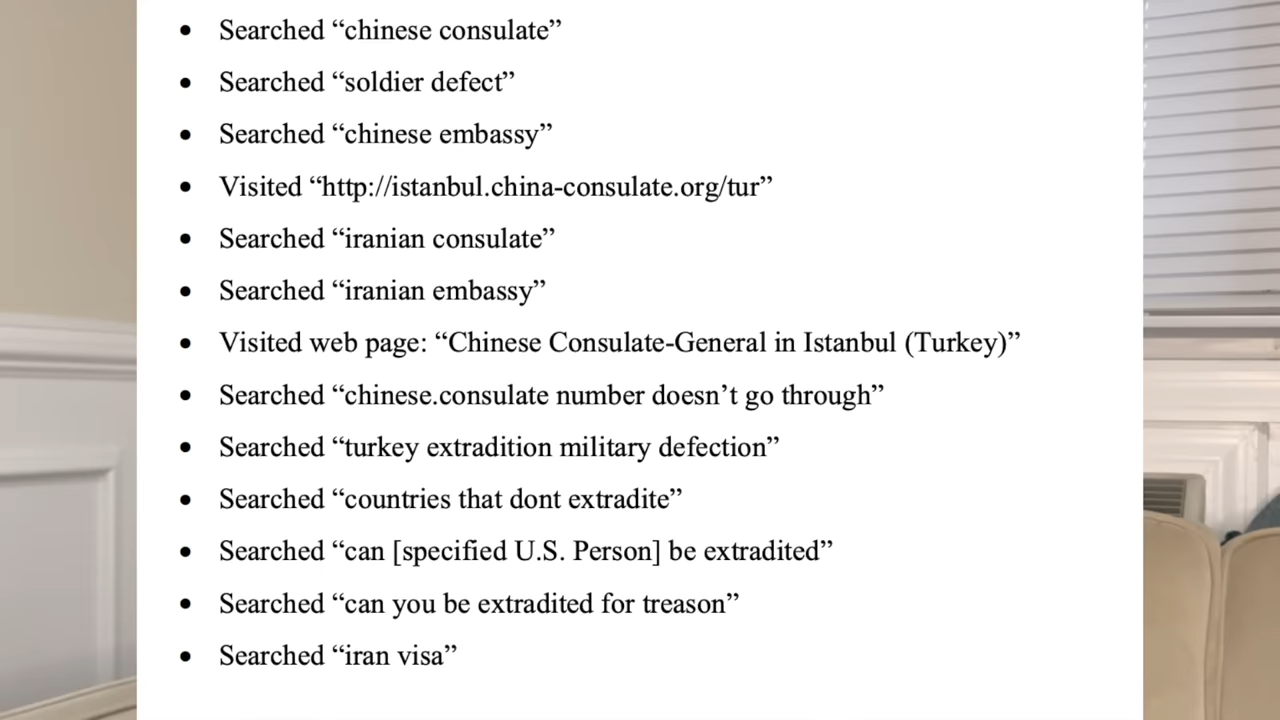 • Searched “chinese consulate”
• Searched “soldier defect”
• Searched “chinese embassy”
• Visited “http://istanbul.china-consulate.org/tur”
• Searched “iranian consulate”
• Searched “iranian embassy”
• Visited web page: “Chinese Consulate-General in Istanbul (Turkey)”
• Searched “chinese.consulate number doesn’t go through”
• Searched “turkey extradition military defection”
• Searched “countries that dont extradite”
• Searched “can [specified U.S. Person] be extradited”
• Searched “can you be extradited for treason”
• Searched “iran visa”